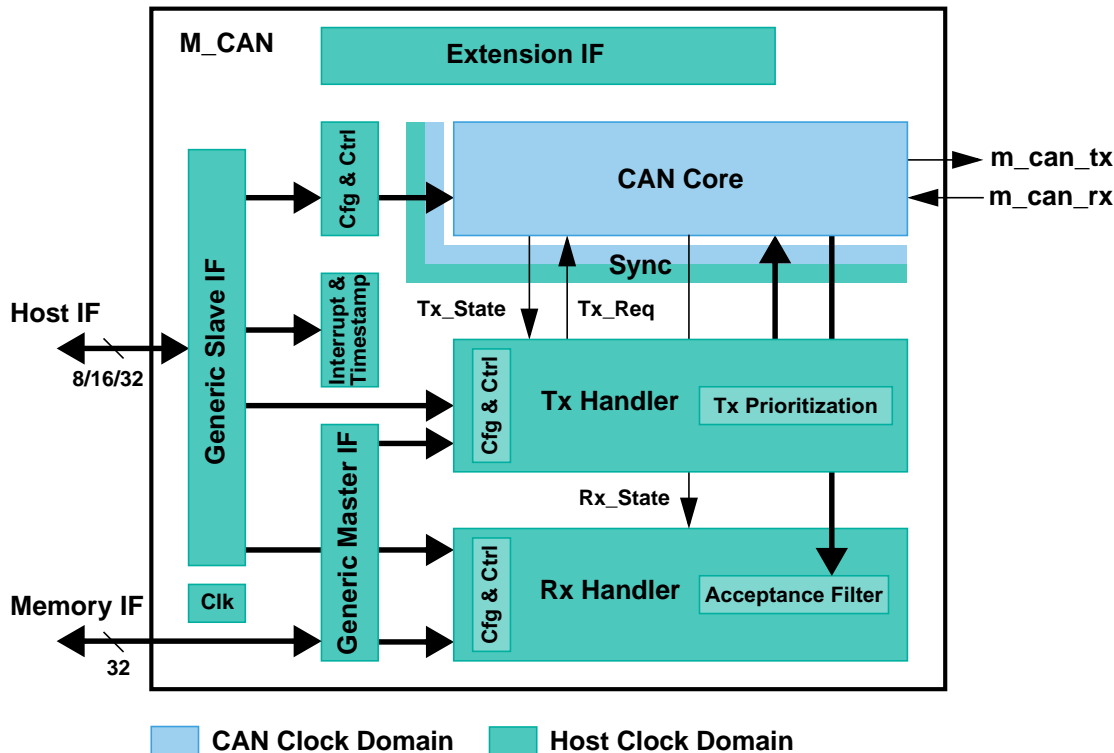 M_CAN
Extension IF
Cfg & Ctrl
CAN Core
m_can_tx
m_can_rx
Sync
Generic Slave IF
Interrupt &
Timestamp
Tx_State
Tx_Req
Host IF
8/16/32
Cfg & Ctrl
Tx Handler
Tx Prioritization
Generic Master IF
Rx_State
Cfg & Ctrl
Rx Handler
Acceptance Filter
Clk
Memory IF
32
CAN Clock Domain
Host Clock Domain